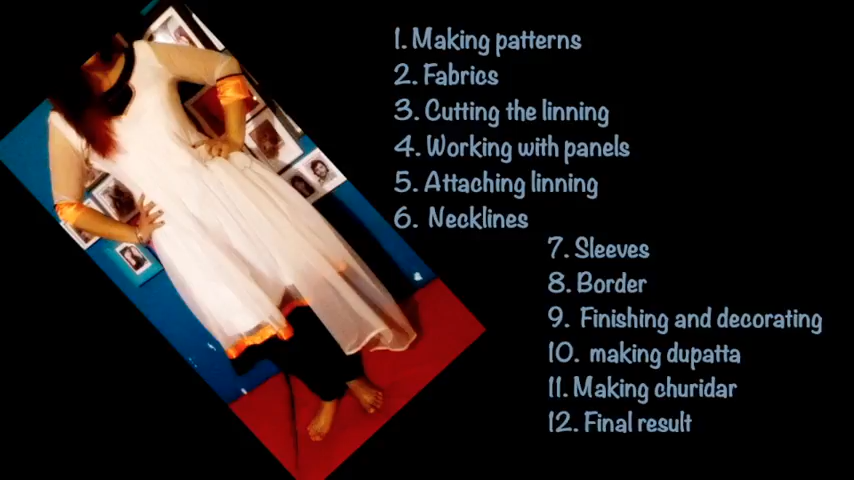 1. Making patterns
2. Fabrics
3. Cutting the linning
4. Working with panels
5. Attaching linning
6. Necklines
7. Sleeves
8. Border
9. Finishing and decorating
10. making dupatta
11. Making churidar
12. Final result